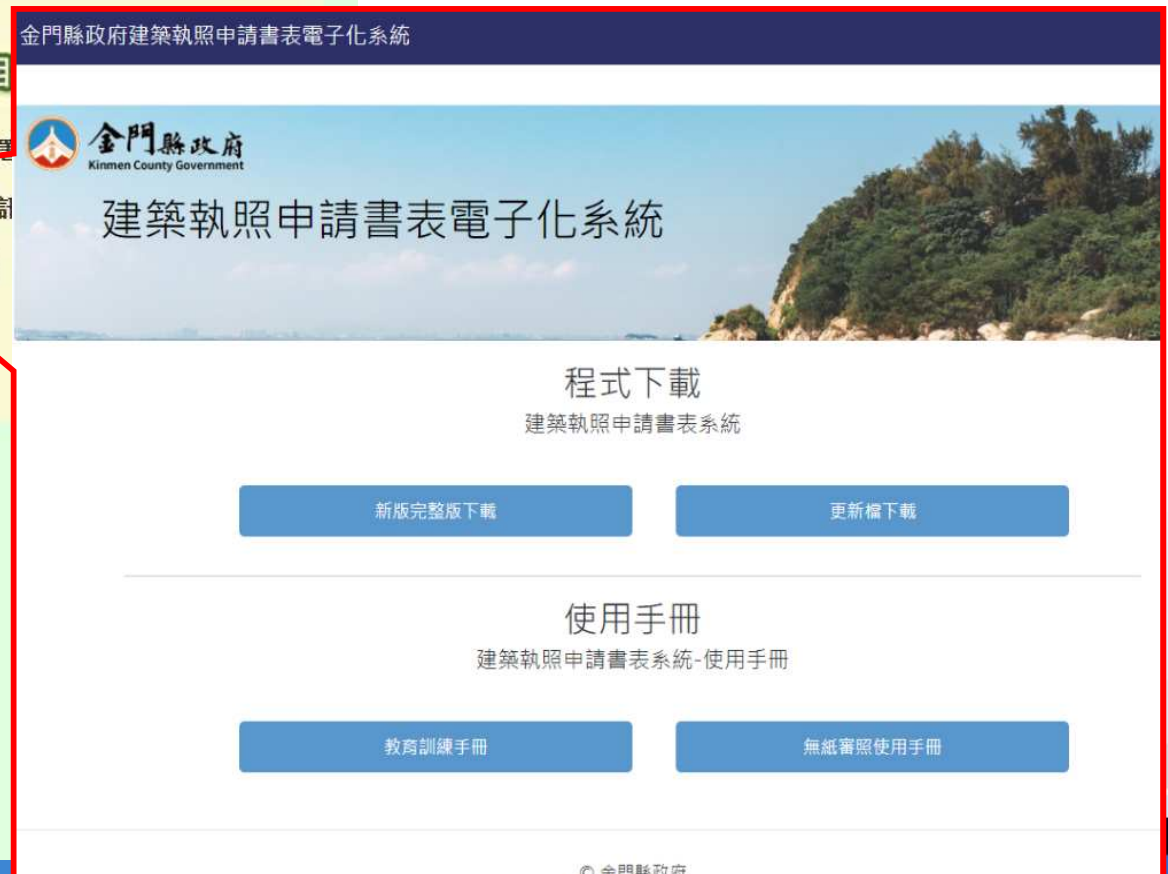 金門縣政府建築執照申請書表電子化系統
金門縣政府
Kinmen County Government
建築執照申請書表電子化系統
程式下載
建築執照申請書表系統
新版完整版下載
更新檔下載
使用手冊
建築執照申請書表系統-使用手冊
教育訓練手冊
無紙審照使用手冊
© 金門縣政府